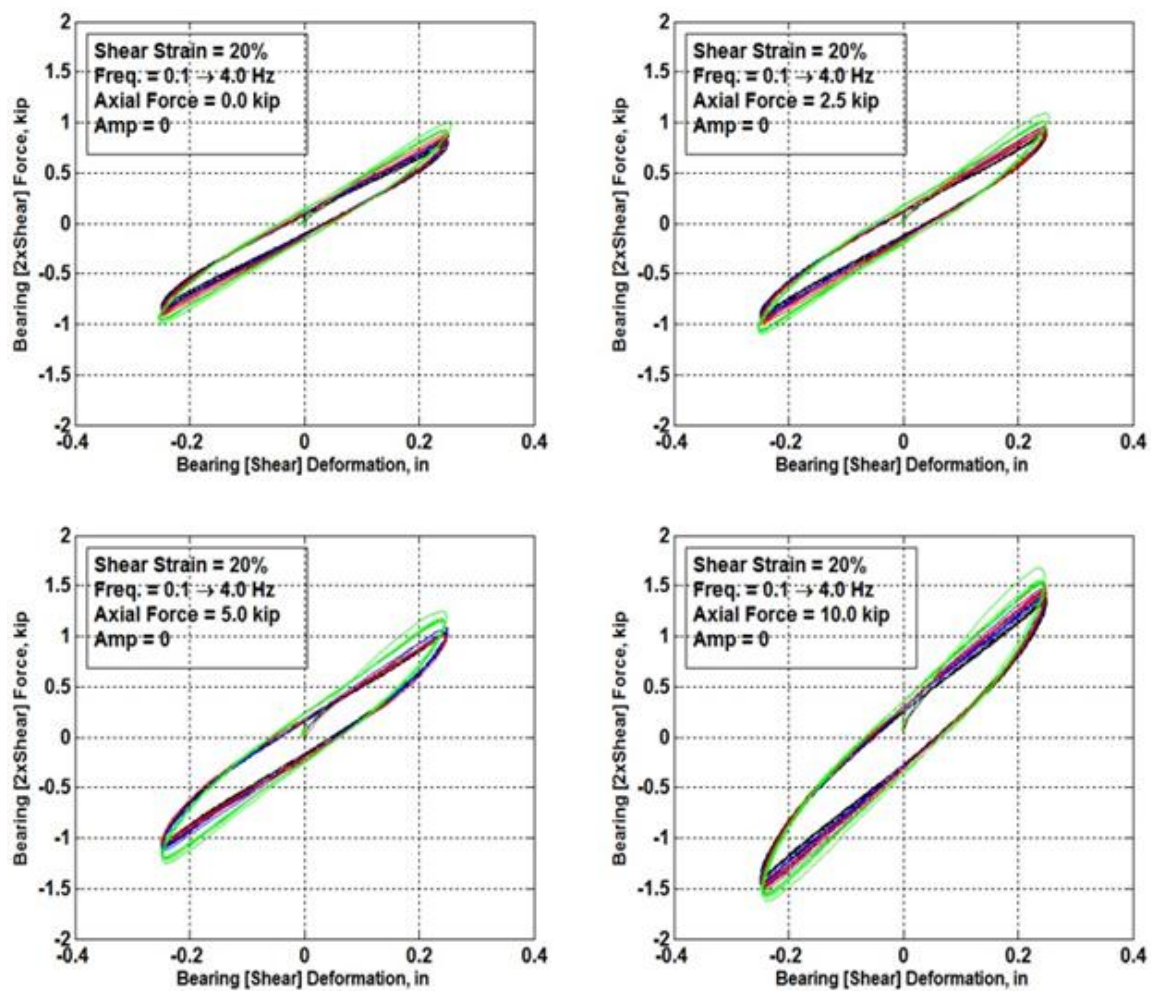 2
1.5
1
0.5
0
-0.5
-1
-1.5
-2
Bearing [2xShear] Force, kip
Shear Strain = 20%
Freq. = 0.1 → 4.0 Hz
Axial Force = 0.0 kip
Amp = 0
-0.4
-0.2
0
0.2
0.4
Bearing [Shear] Deformation, in
2
1.5
1
0.5
0
-0.5
-1
-1.5
-2
Bearing [2xShear] Force, kip
Shear Strain = 20%
Freq. = 0.1 → 4.0 Hz
Axial Force = 2.5 kip
Amp = 0
-0.4
-0.2
0
0.2
0.4
Bearing [Shear] Deformation, in
2
1.5
1
0.5
0
-0.5
-1
-1.5
-2
Bearing [2xShear] Force, kip
Shear Strain = 20%
Freq. = 0.1 → 4.0 Hz
Axial Force = 5.0 kip
Amp = 0
-0.4
-0.2
0
0.2
0.4
Bearing [Shear] Deformation, in
2
1.5
1
0.5
0
-0.5
-1
-1.5
-2
Bearing [2xShear] Force, kip
Shear Strain = 20%
Freq. = 0.1 → 4.0 Hz
Axial Force = 10.0 kip
Amp = 0
-0.4
-0.2
0
0.2
0.4
Bearing [Shear] Deformation, in